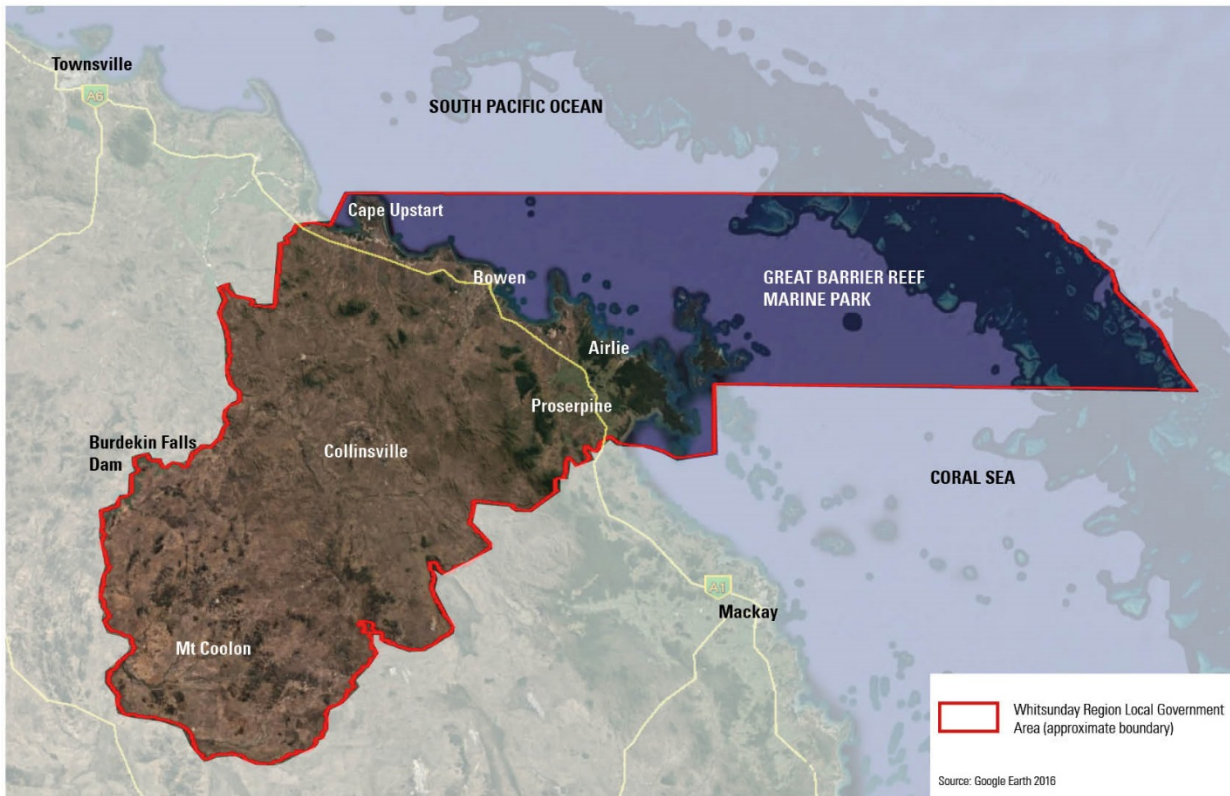 Townsville
A6
SOUTH PACIFIC OCEAN
Cape Upstart
Bowen
GREAT BARRIER REEF
MARINE PARK
Airlie
Proserpine
Burdekin Falls
Dam
Collinsville
CORAL SEA
A1
Mackay
Mt Coolon
Whitsunday Region Local Government
Area (approximate boundary)
Source: Google Earth 2016